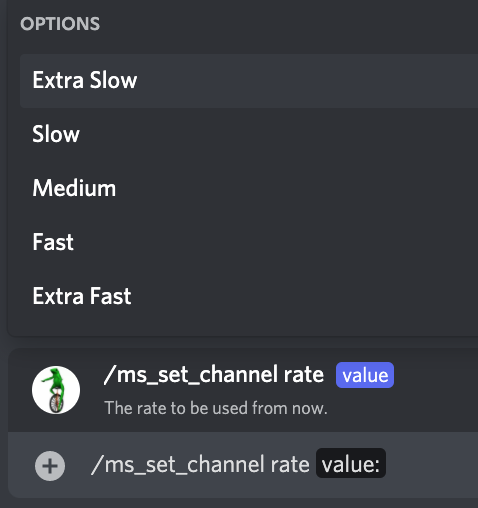 OPTIONS
Extra Slow
Slow
Medium
Fast
Extra Fast
/ms_set_channel rate value
The rate to be used from now.
/ms_set_channel rate value: